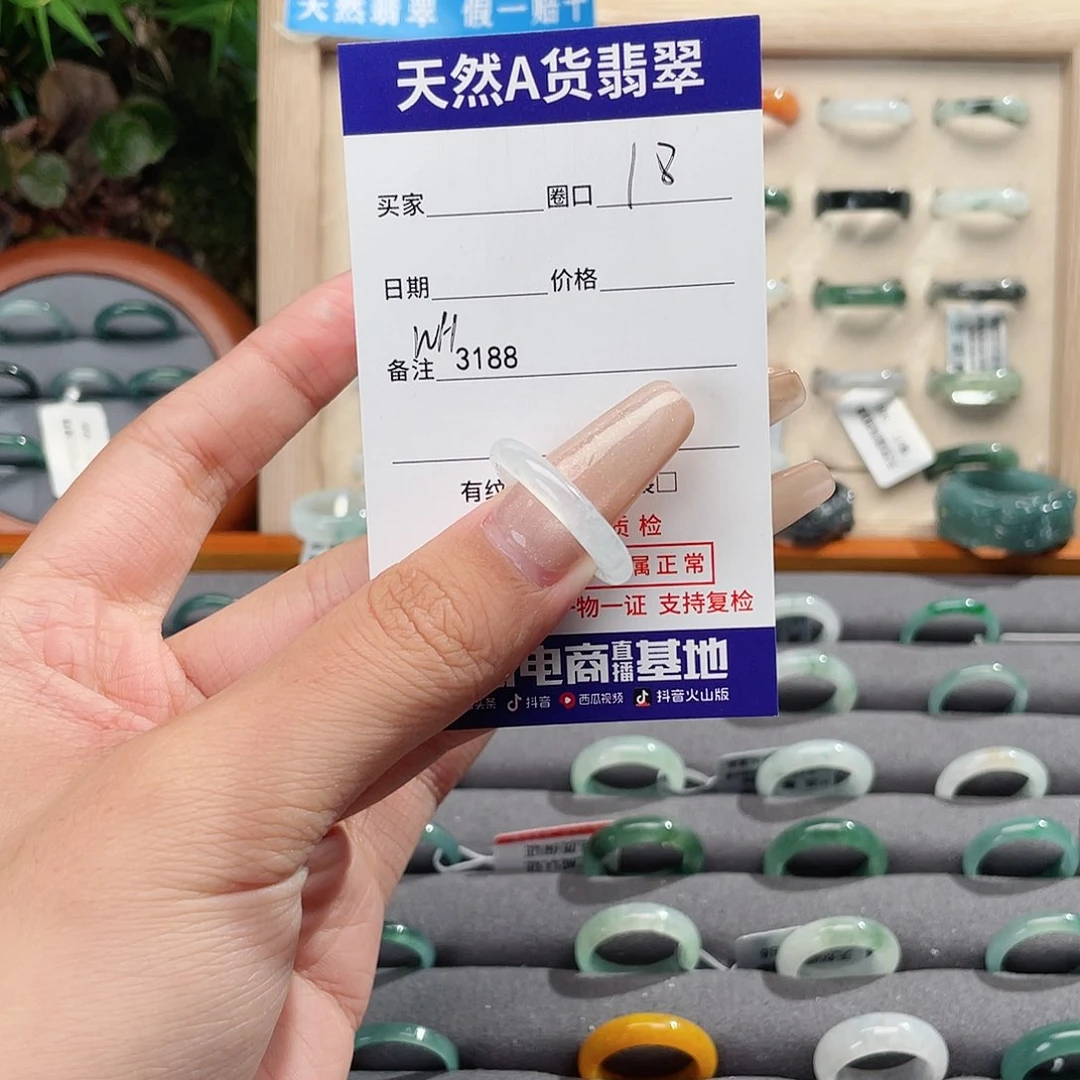 天然翡翠 假一赔十
天然A货翡翠
买家 圈口 18
日期 价格
WH
备注 3188
有纹
质检
属正常
物一证 支持复检
电商直播基地
头条 抖音 西瓜视频 抖音火山版